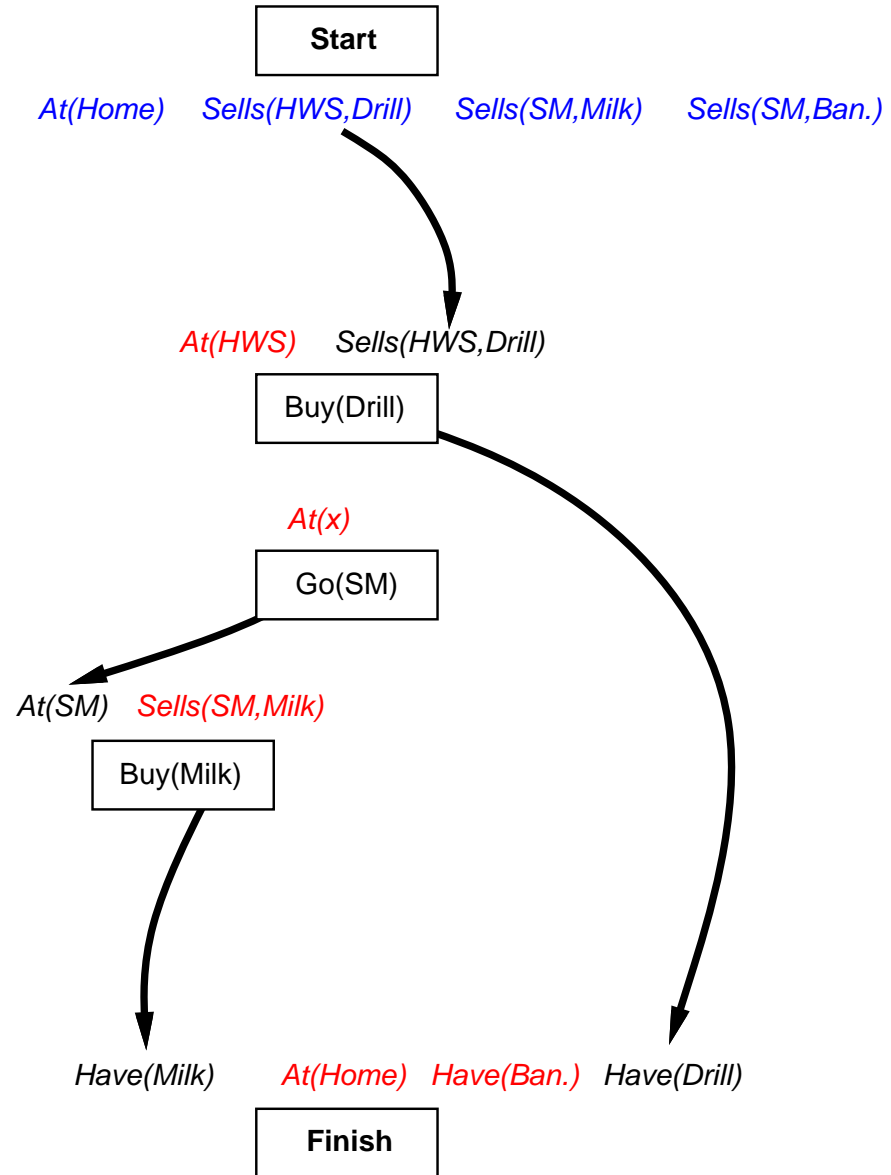 Start
At(Home) Sells(HWS,Drill) Sells(SM,Milk) Sells(SM,Ban.)
At(HWS) Sells(HWS,Drill)
Buy(Drill)
At(x)
Go(SM)
At(SM) Sells(SM,Milk)
Buy(Milk)
Have(Milk) At(Home) Have(Ban.) Have(Drill)
Finish